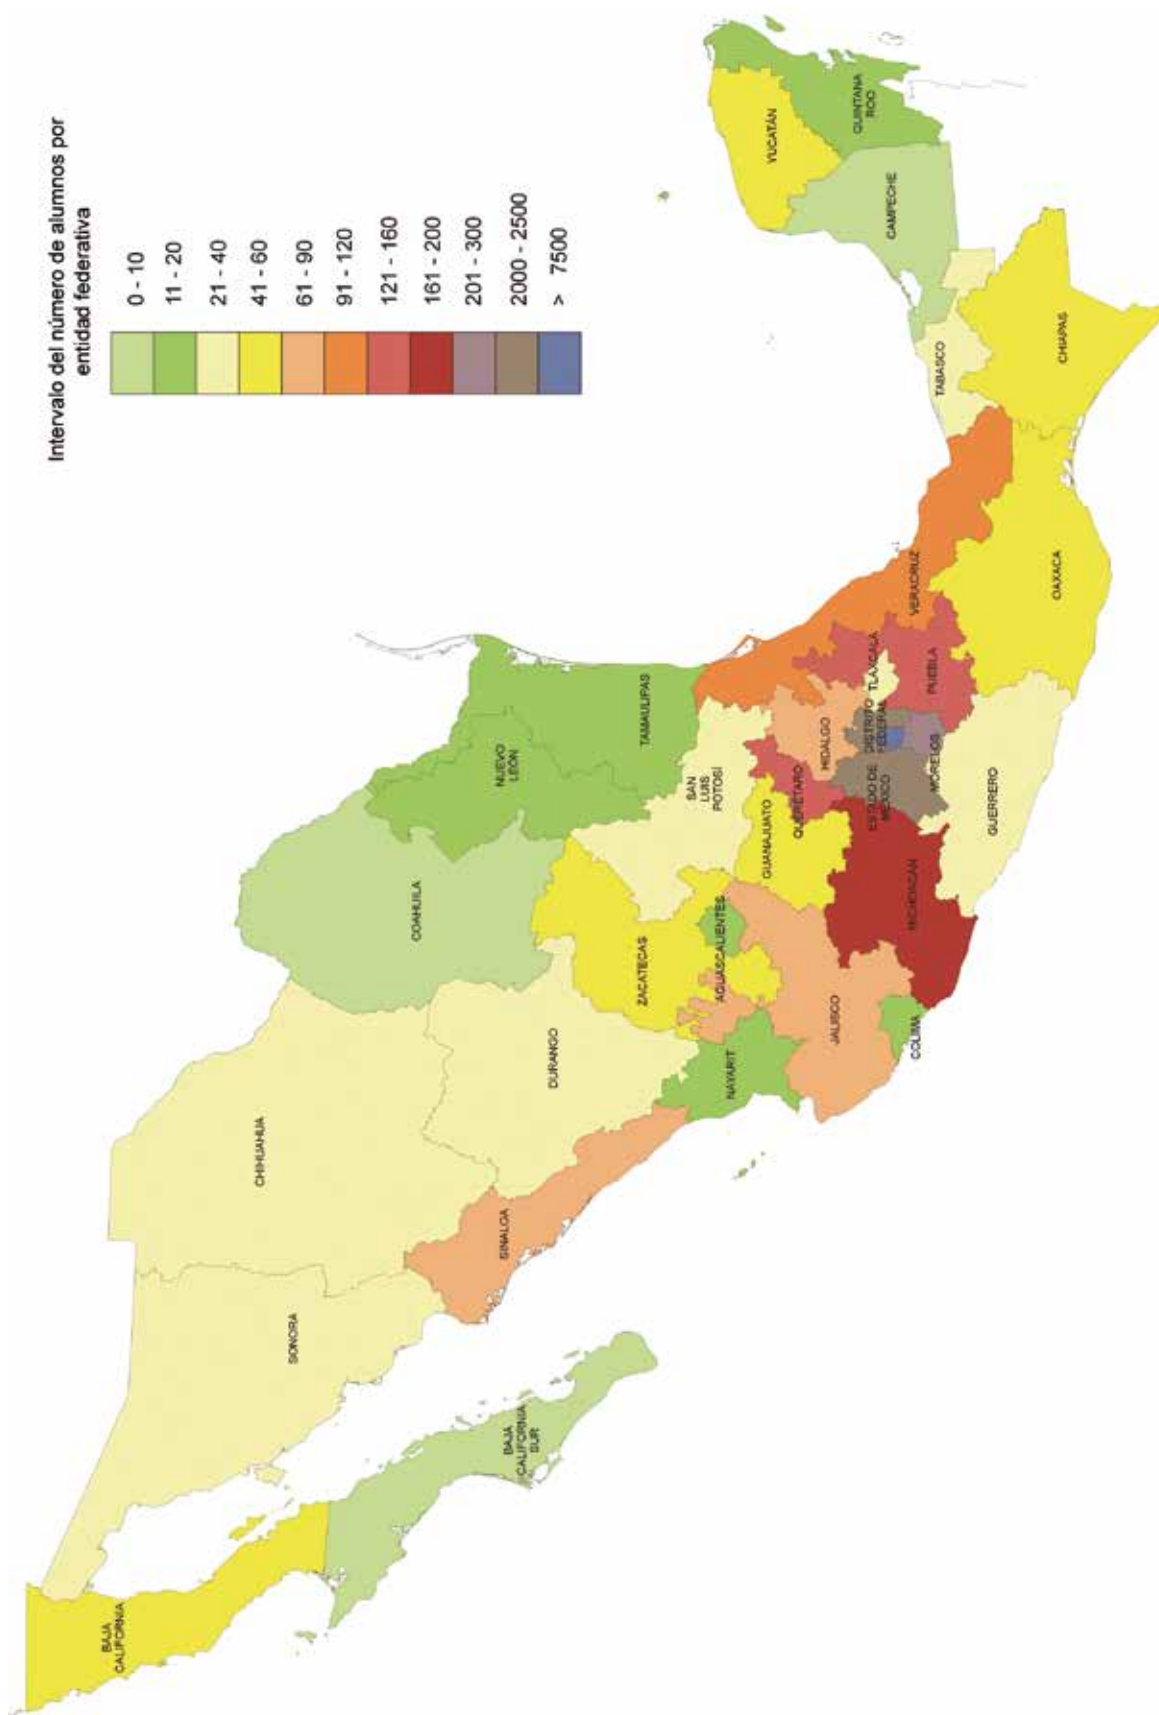 Intervalo del número de alumnos por
entidad federativa
0 - 10
11 - 20
21 - 40
41 - 60
61 - 90
91 - 120
121 - 160
161 - 200
201 - 300
2000 - 2500
> 7500
BAJA
CALIFORNIA
BAJA
CALIFORNIA
SUR
SONORA
CHIHUAHUA
SINALOA
DURANGO
COAHUILA
NUEVO
LEÓN
TAMAULIPAS
ZACATECAS
SAN
LUIS
POTOSÍ
NAYARIT
AGUASCALIENTES
JALISCO
COLIMA
GUANAJUATO
QUERETARO
HIDALGO
MICHOACAN
ESTADO DE
MEXICO
DISTRITO
FEDERAL
MORELOS
TLAXCALA
PUEBLA
VERACRUZ
GUERRERO
OAXACA
TABASCO
CHIAPAS
CAMPECHE
YUCATÁN
QUINTANA
ROO